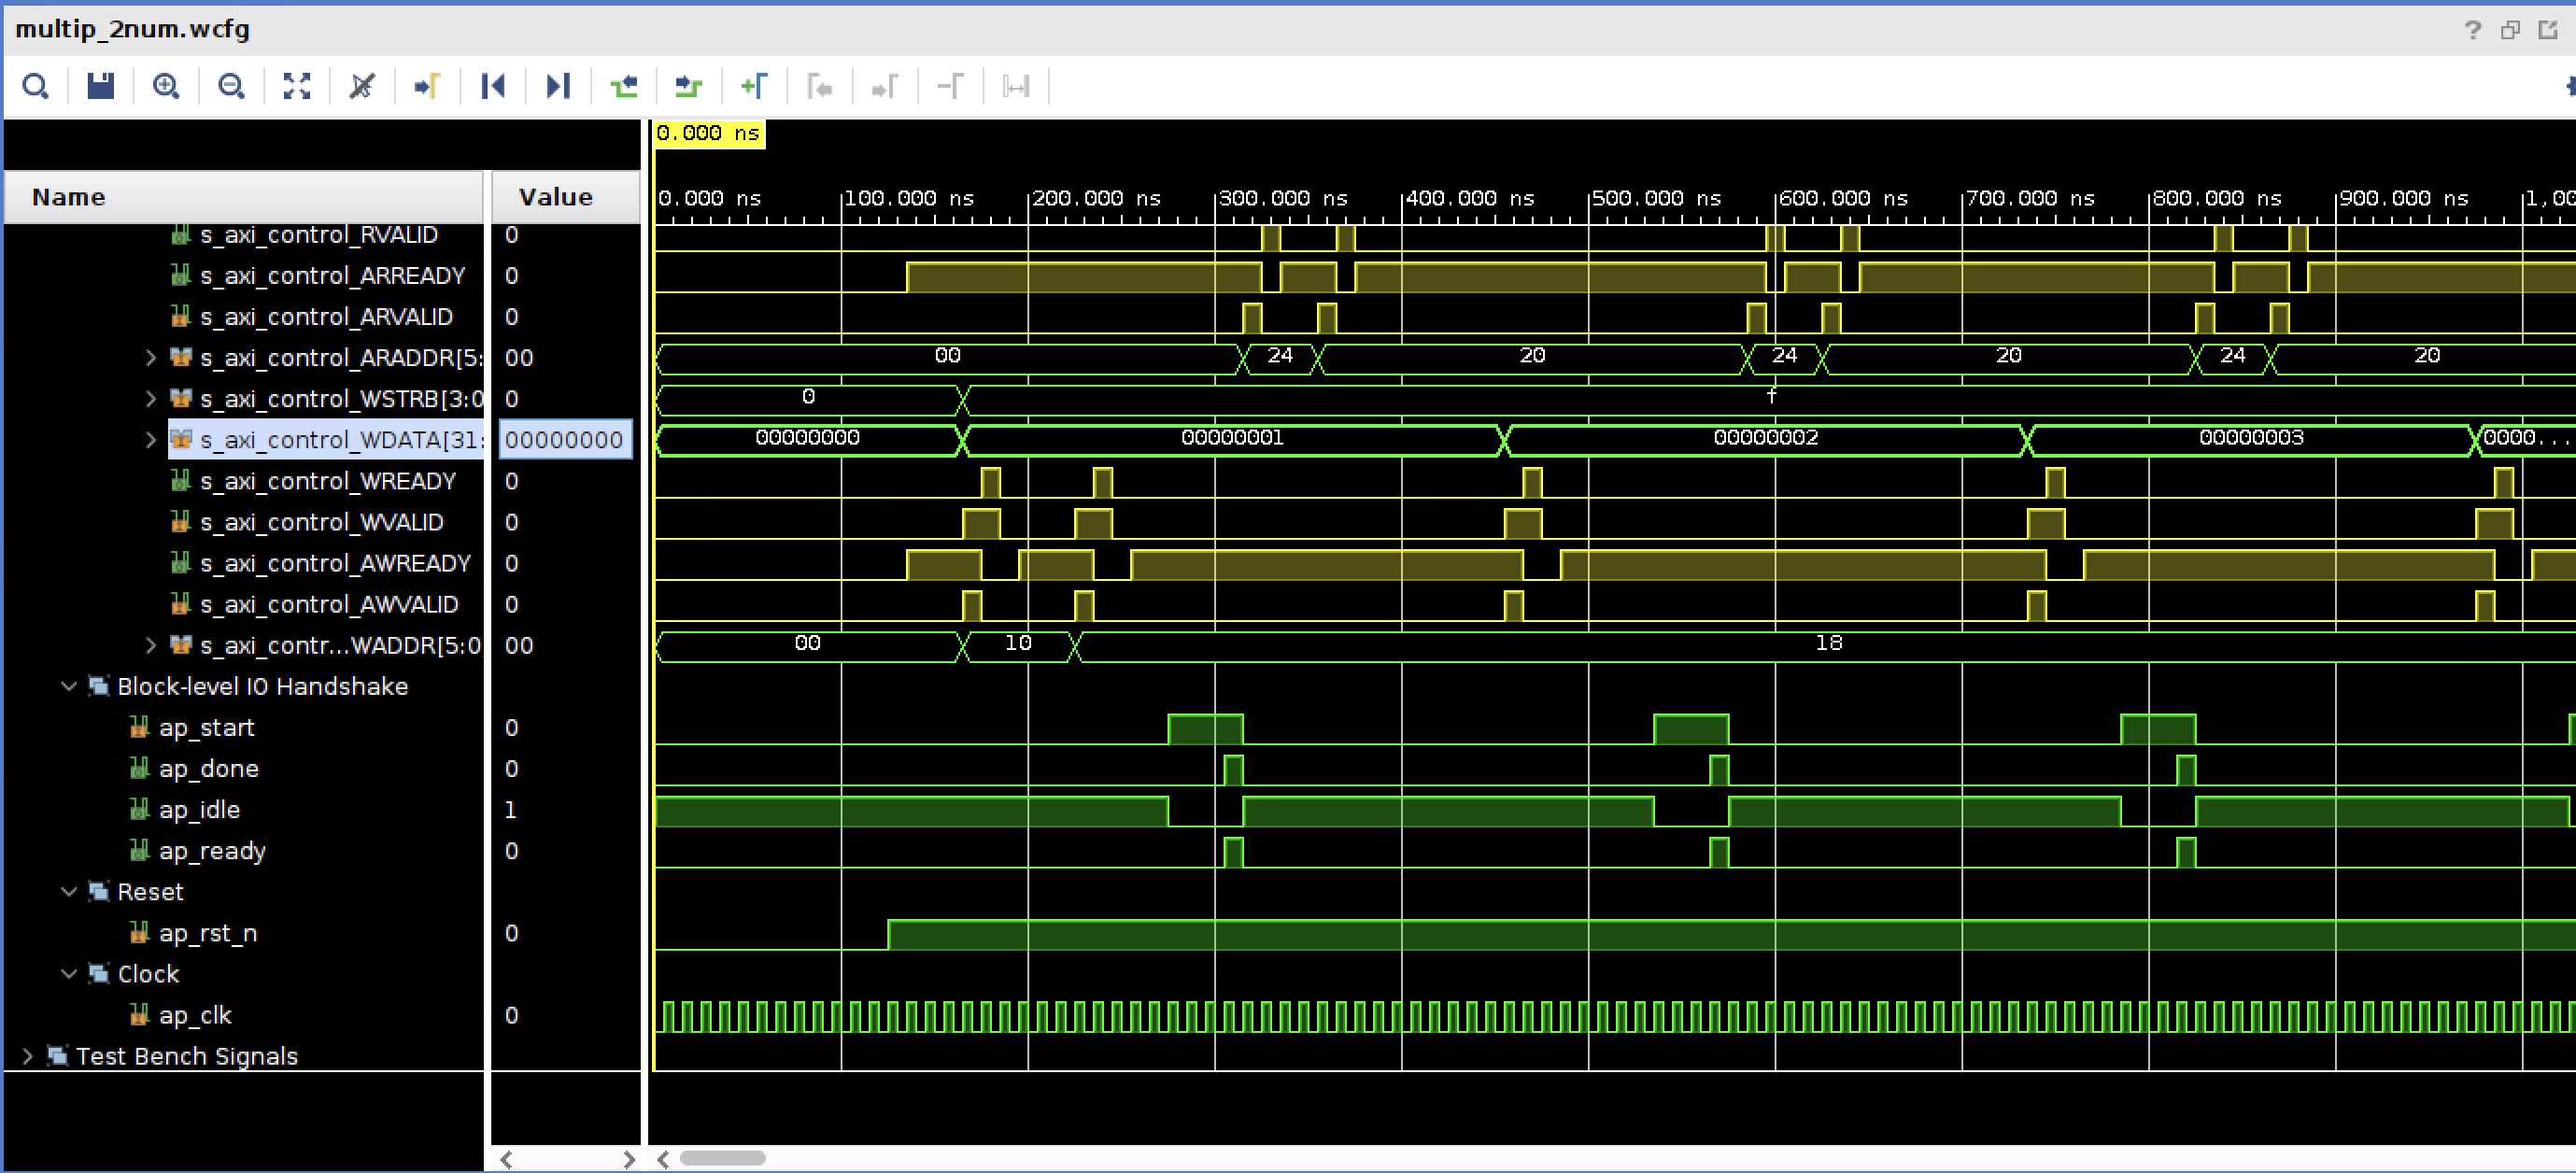 multip_2num.wcfg
0.000 ns
Name Value
0.000 ns 100.000 ns 200.000 ns 300.000 ns 400.000 ns 500.000 ns 600.000 ns 700.000 ns 800.000 ns 900.000 ns 1,00
s_axi_control_RVALID 0
s_axi_control_ARREADY 0
s_axi_control_ARVALID 0
s_axi_control_ARADDR[5: 00 00 24 20 24 20 24 20
s_axi_control_WSTRB[3:0 0 0 f
s_axi_control_WDATA[31: 00000000 00000000 00000001 00000002 00000003 0000...
s_axi_control_WREADY 0
s_axi_control_WVALID 0
s_axi_control_AWREADY 0
s_axi_control_AWVALID 0
s_axi_contr...WADDR[5:0 00 00 10 18
Block-level IO Handshake
ap_start 0
ap_done 0
ap_idle 1
ap_ready 0
Reset
ap_rst_n 0
Clock
ap_clk 0
Test Bench Signals